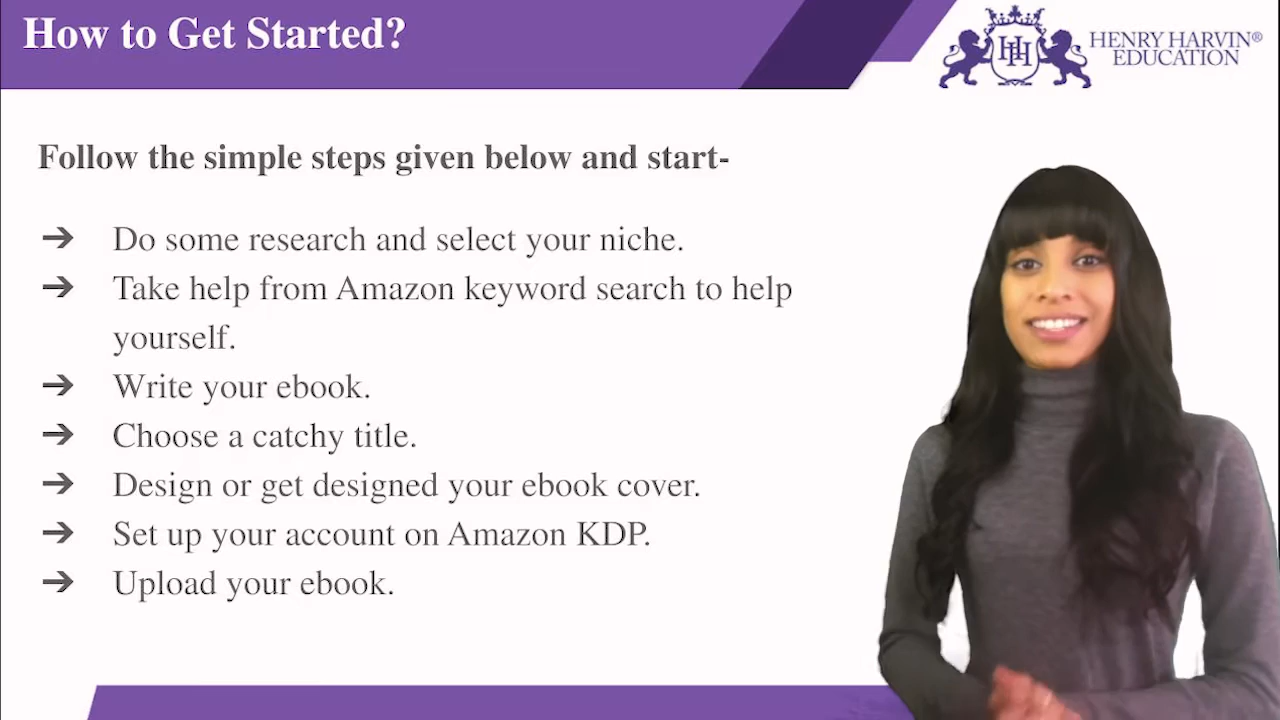 How to Get Started?
HENRY HARVIN®
EDUCATION
Follow the simple steps given below and start-
➔ Do some research and select your niche.
➔ Take help from Amazon keyword search to help
yourself.
➔ Write your ebook.
➔ Choose a catchy title.
➔ Design or get designed your ebook cover.
➔ Set up your account on Amazon KDP.
➔ Upload your ebook.